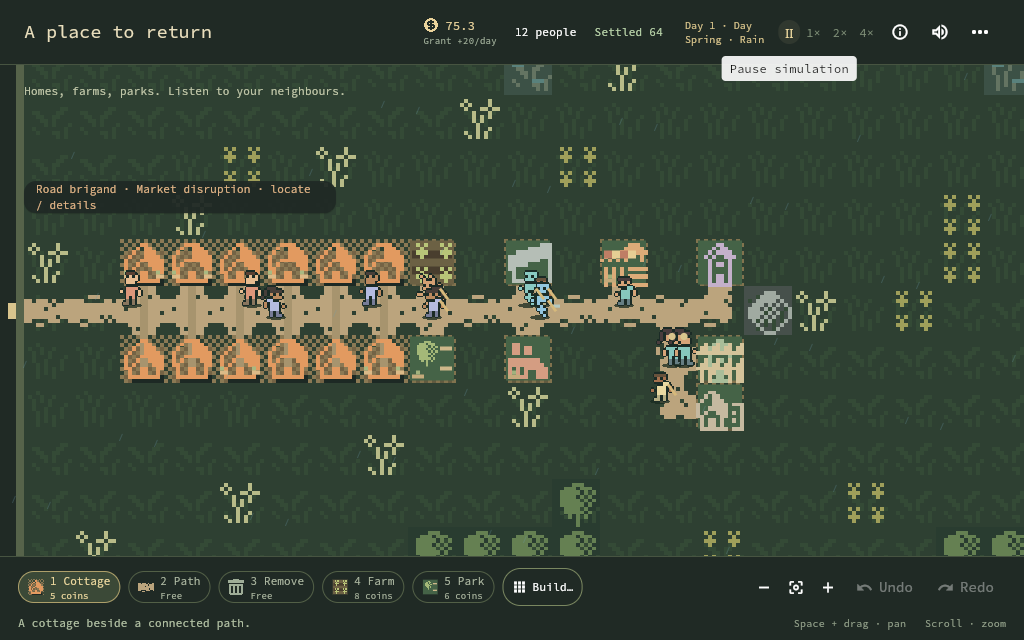 A place to return
75.3
Grant +20/day
12 people
Settled 64
Day 1 · Day
Spring · Rain
1×
2×
4×
Pause simulation
Homes, farms, parks. Listen to your neighbours.
Road brigand · Market disruption · locate
/ details
1 Cottage
5 coins
2 Path
Free
3 Remove
Free
4 Farm
8 coins
5 Park
6 coins
Build…
Undo
Redo
A cottage beside a connected path.
Space + drag · pan
Scroll · zoom